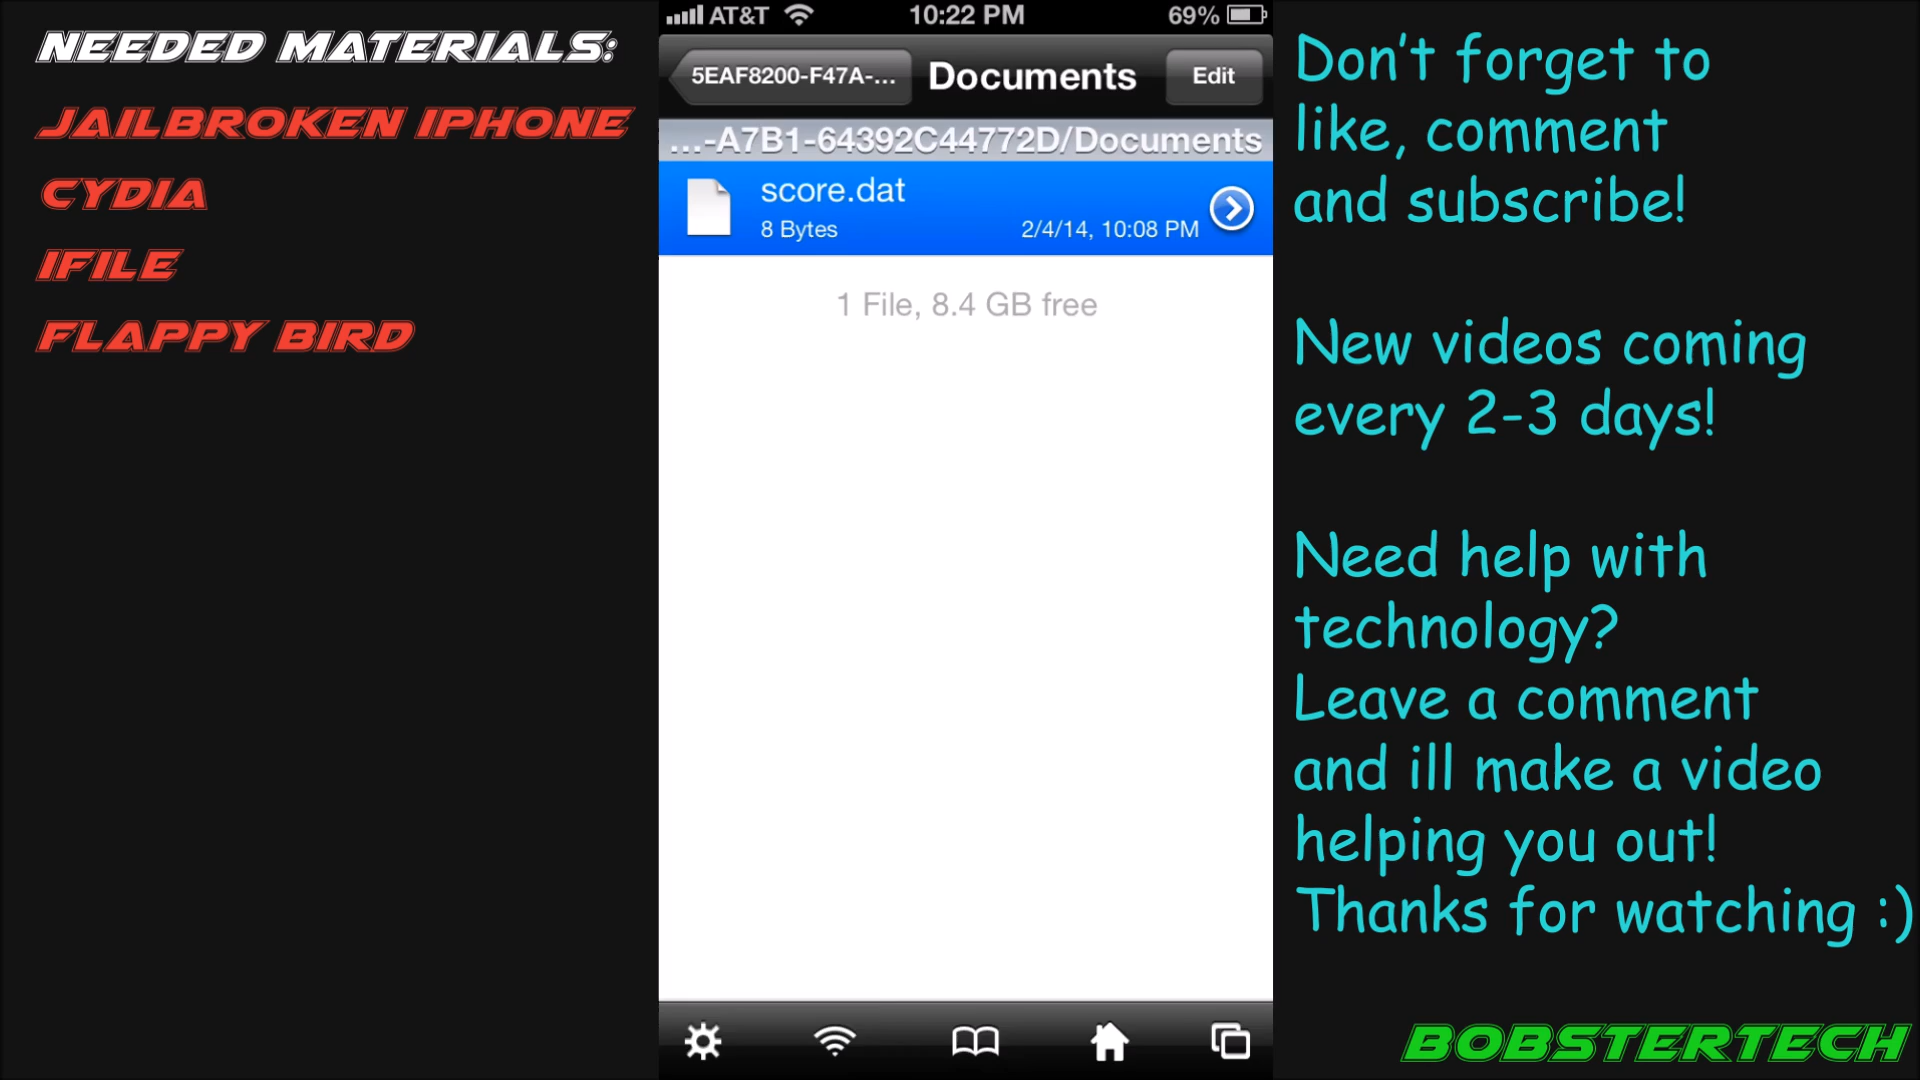 NEEDED MATERIALS:
JAILBROKEN IPHONE
CYDIA
IFILE
FLAPPY BIRD
AT&T 10:22 PM 69%
5EAF8200-F47A-... Documents Edit
...-A7B1-64392C44772D/Documents
score.dat
8 Bytes 2/4/14, 10:08 PM
1 File, 8.4 GB free
Don't forget to
like, comment
and subscribe!
New videos coming
every 2-3 days!
Need help with
technology?
Leave a comment
and ill make a video
helping you out!
Thanks for watching :)
BOBSTERTECH